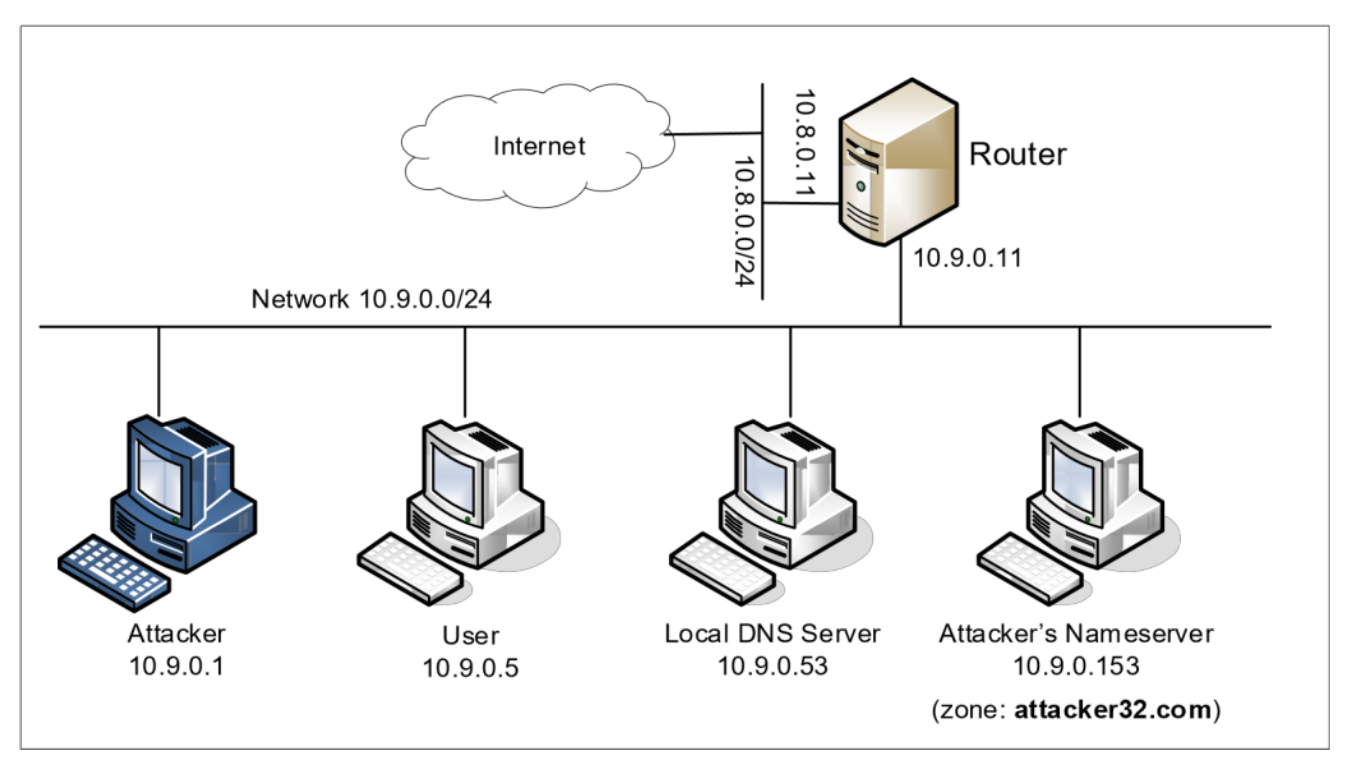 Internet
10.8.0.11
10.8.0.0/24
Router
10.9.0.11
Network 10.9.0.0/24
Attacker
10.9.0.1
User
10.9.0.5
Local DNS Server
10.9.0.53
Attacker’s Nameserver
10.9.0.153
(zone: attacker32.com)